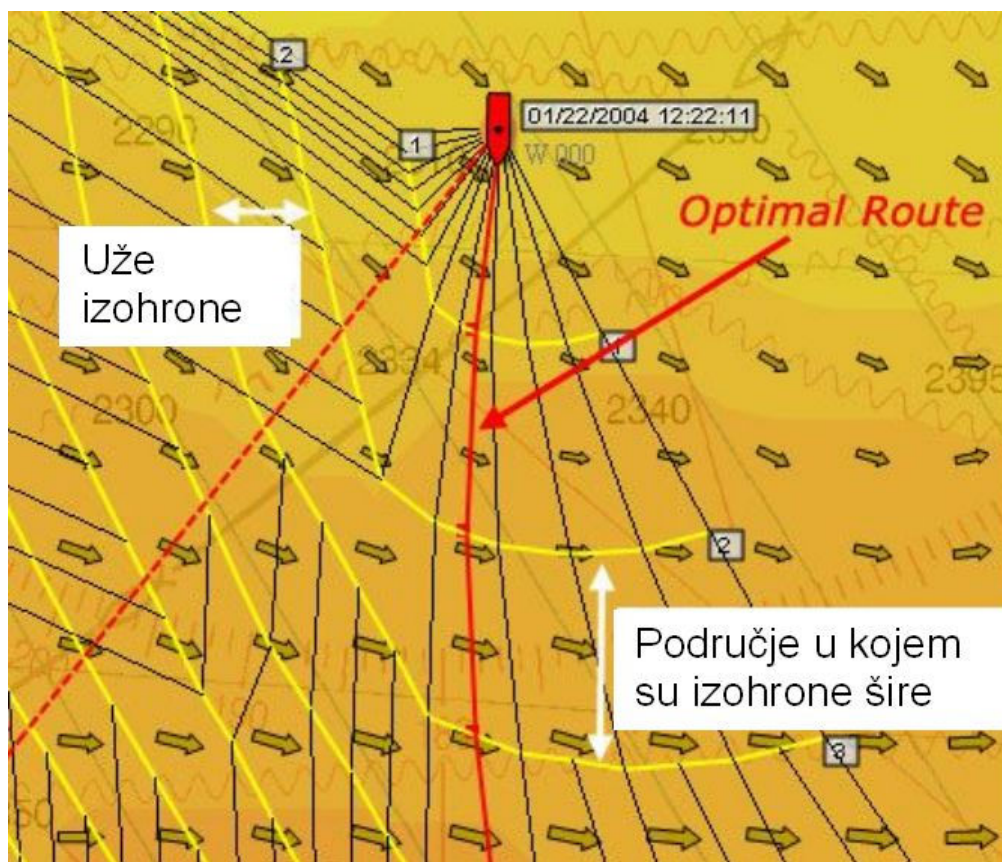 2
01/22/2004 12:22:11
2290
1
W 000
Optimal Route
Uže
izohrone
2334
2395
2300
2340
2
Područje u kojem
su izohrone šire
3